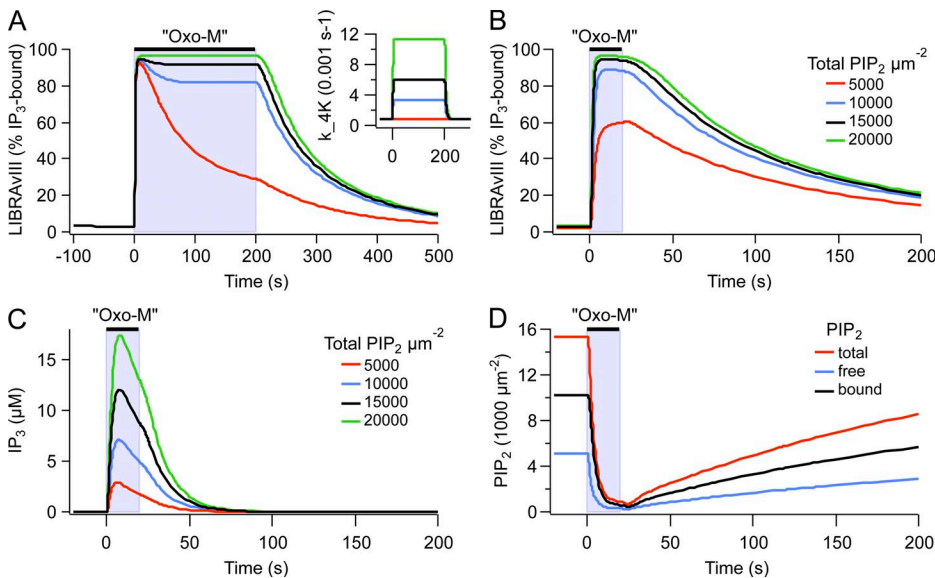 A
"Oxo-M"
LIBRAvIII (% IP3-bound)
100
80
60
40
20
0
-100 0 100 200 300 400 500
Time (s)
k_4K (0.001 s-1)
12
8
4
0
0 200
B
"Oxo-M"
LIBRAvIII (% IP3-bound)
100
80
60
40
20
0
0 50 100 150 200
Time (s)
Total PIP2 µm-2
5000
10000
15000
20000
C
"Oxo-M"
IP3 (µM)
15
10
5
0
0 50 100 150 200
Time (s)
Total PIP2 µm-2
5000
10000
15000
20000
D
"Oxo-M"
PIP2 (1000 µm-2)
16
12
8
4
0
0 50 100 150 200
Time (s)
PIP2
total
free
bound